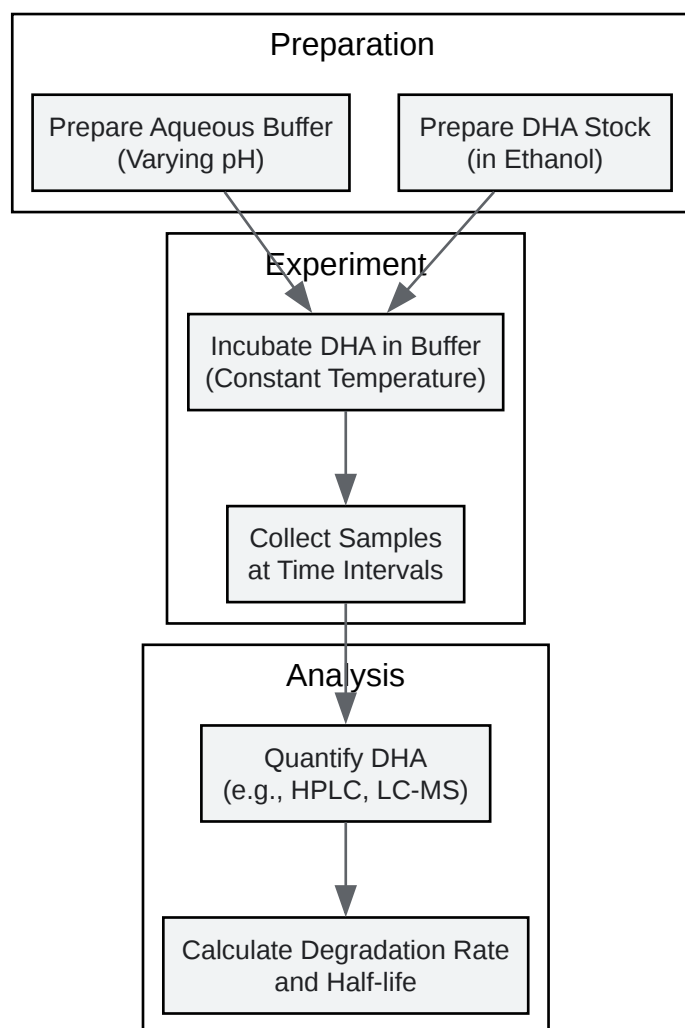 Preparation
Prepare Aqueous Buffer
(Varying pH)
Prepare DHA Stock
(in Ethanol)
Experiment
Incubate DHA in Buffer
(Constant Temperature)
Collect Samples
at Time Intervals
Analysis
Quantify DHA
(e.g., HPLC, LC-MS)
Calculate Degradation Rate
and Half-life